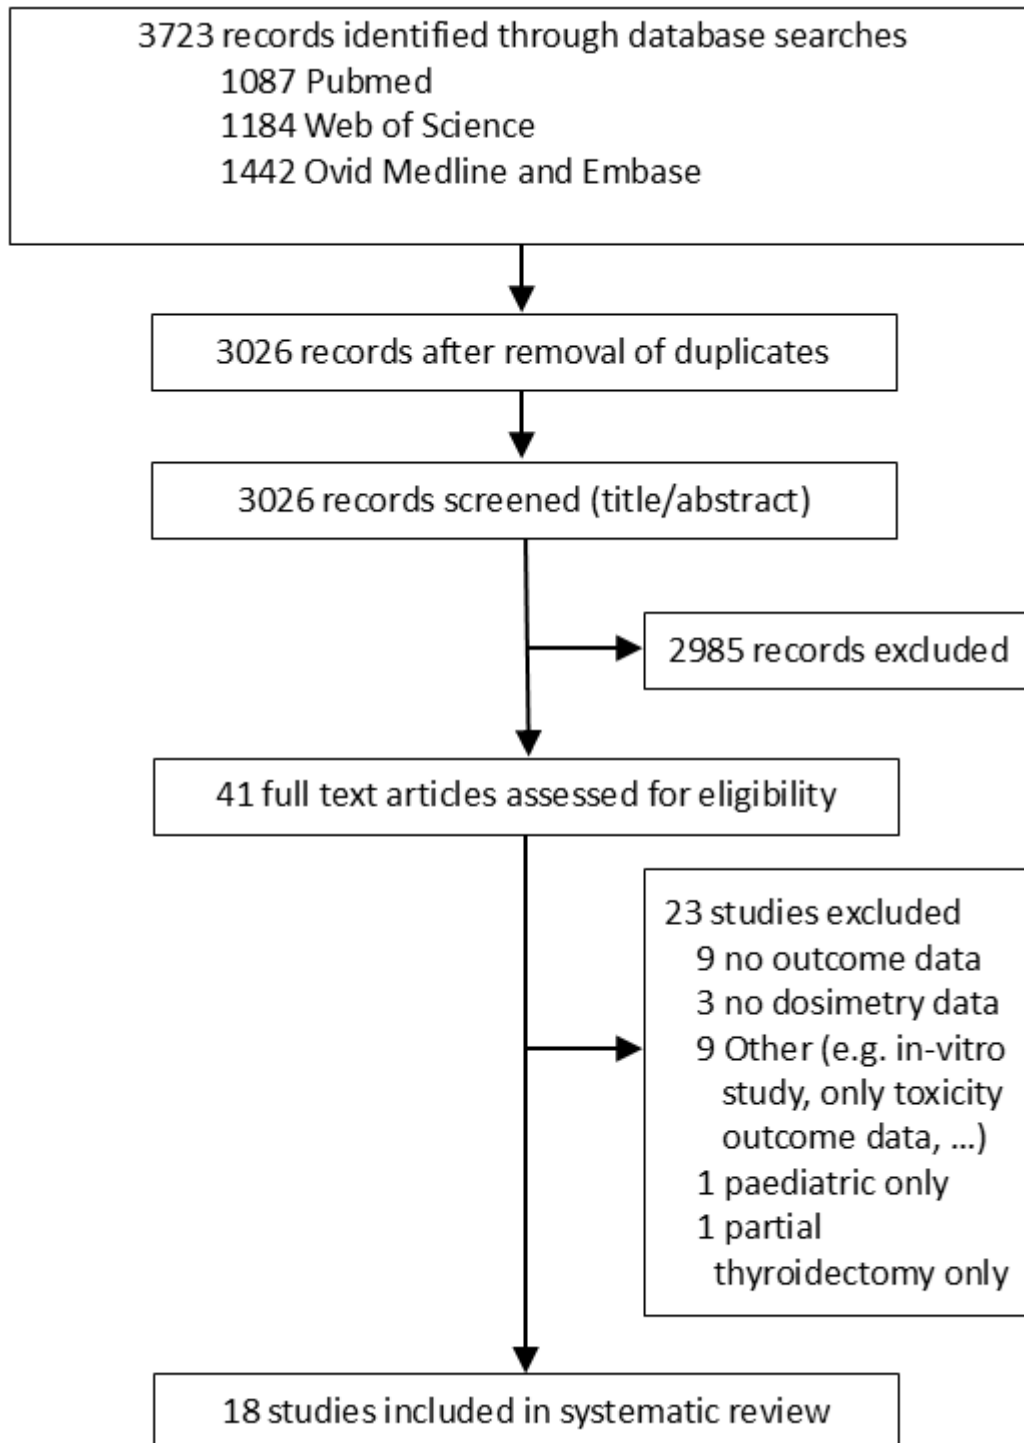 3723 records identified through database searches
1087 Pubmed
1184 Web of Science
1442 Ovid Medline and Embase
3026 records after removal of duplicates
3026 records screened (title/abstract)
2985 records excluded
41 full text articles assessed for eligibility
23 studies excluded
9 no outcome data
3 no dosimetry data
9 Other (e.g. in-vitro
study, only toxicity
outcome data, ...)
1 paediatric only
1 partial
thyroidectomy only
18 studies included in systematic review